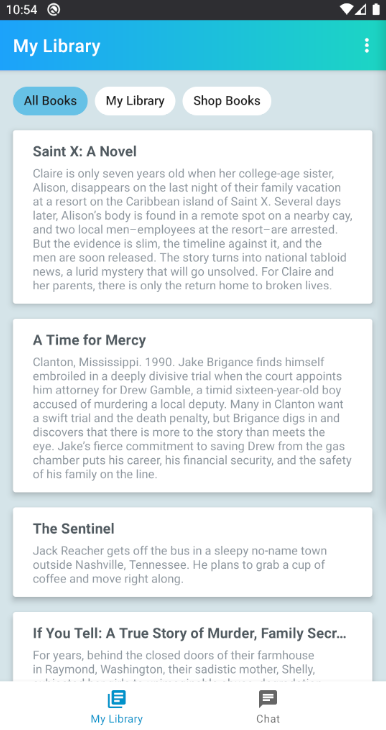 10:54
My Library
All Books
My Library
Shop Books
Saint X: A Novel
Claire is only seven years old when her college-age sister,
Alison, disappears on the last night of their family vacation
at a resort on the Caribbean island of Saint X. Several days
later, Alison's body is found in a remote spot on a nearby cay,
and two local men–employees at the resort–are arrested.
But the evidence is slim, the timeline against it, and the
men are soon released. The story turns into national tabloid
news, a lurid mystery that will go unsolved. For Claire and
her parents, there is only the return home to broken lives.
A Time for Mercy
Clanton, Mississippi. 1990. Jake Brigance finds himself
embroiled in a deeply divisive trial when the court appoints
him attorney for Drew Gamble, a timid sixteen-year-old boy
accused of murdering a local deputy. Many in Clanton want
a swift trial and the death penalty, but Brigance digs in and
discovers that there is more to the story than meets the
eye. Jake's fierce commitment to saving Drew from the gas
chamber puts his career, his financial security, and the safety
of his family on the line.
The Sentinel
Jack Reacher gets off the bus in a sleepy no-name town
outside Nashville, Tennessee. He plans to grab a cup of
coffee and move right along.
If You Tell: A True Story of Murder, Family Secr...
For years, behind the closed doors of their farmhouse
in Raymond, Washington, their sadistic mother, Shelly,
My Library
Chat